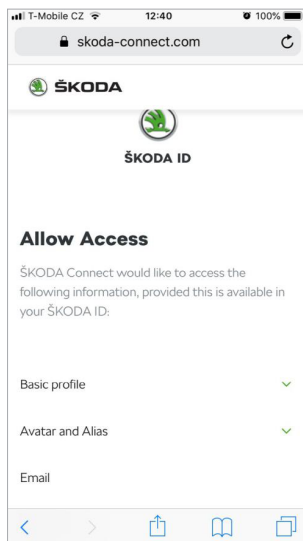 T-Mobile CZ 12:40 100%
skoda-connect.com
ŠKODA
ŠKODA ID
Allow Access
ŠKODA Connect would like to access the
following information, provided this is available in
your ŠKODA ID:
Basic profile
Avatar and Alias
Email